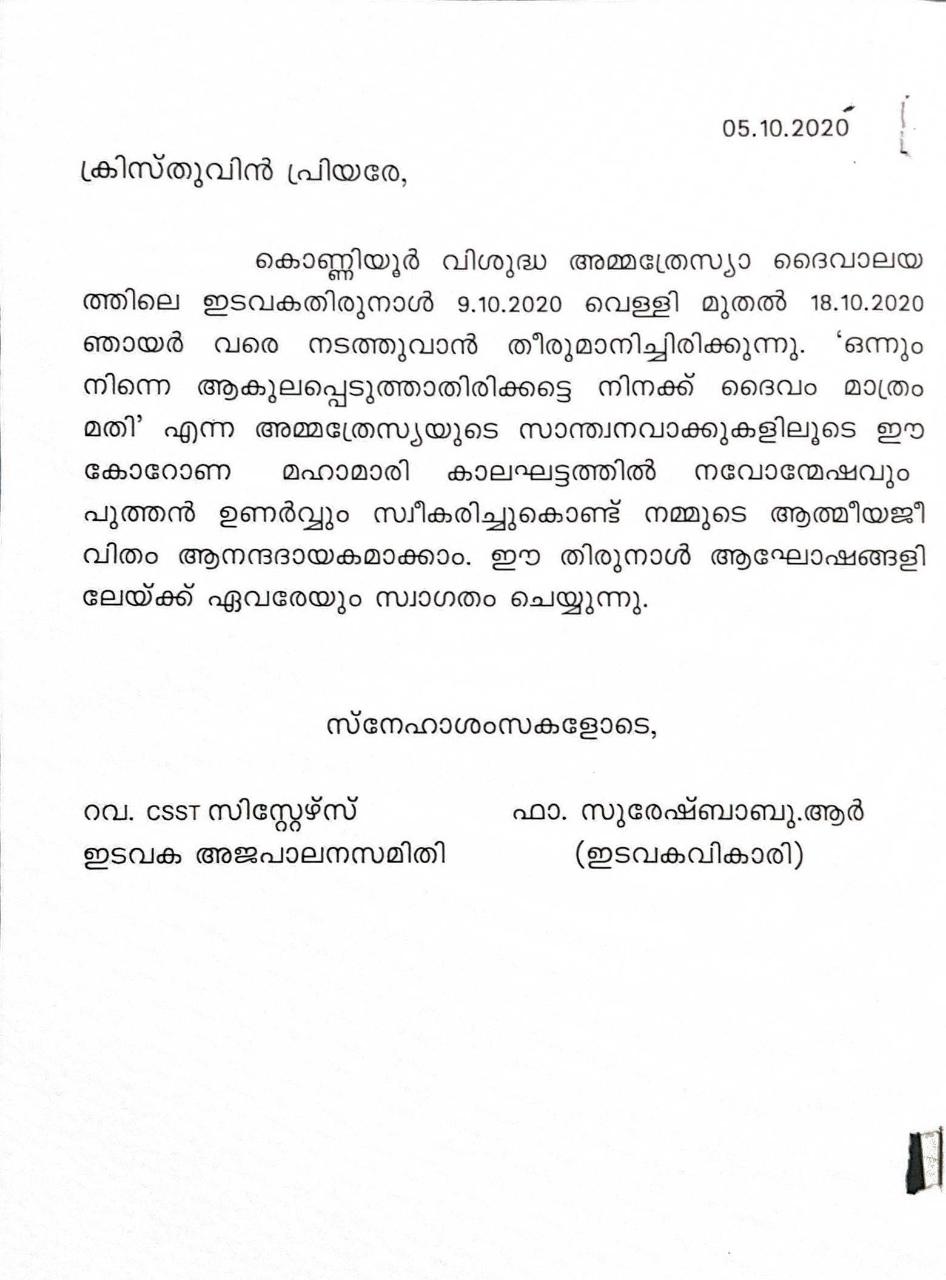 05.10.2020
ക്രിസ്തുവിൻ പ്രിയരേ,
കൊണ്ണിയൂർ വിശുദ്ധ അമ്മത്രേസ്യാ ദൈവാലയ
ത്തിലെ ഇടവകതിരുനാൾ 9.10.2020 വെള്ളി മുതൽ 18.10.2020
ഞായർ വരെ നടത്തുവാൻ തീരുമാനിച്ചിരിക്കുന്നു. ‘ഒന്നും
നിന്നെ ആകുലപ്പെടുത്താതിരിക്കട്ടെ നിനക്ക് ദൈവം മാത്രം
മതി’ എന്ന അമ്മത്രേസ്യയുടെ സാന്ത്വനവാക്കുകളിലൂടെ ഈ
കോറോണ മഹാമാരി കാലഘട്ടത്തിൽ നവോന്മേഷവും
പുത്തൻ ഉണർവ്വും സ്വീകരിച്ചുകൊണ്ട് നമ്മുടെ ആത്മീയജീ
വിതം ആനന്ദദായകമാക്കാം. ഈ തിരുനാൾ ആഘോഷങ്ങളി
ലേയ്ക്ക് ഏവരേയും സ്വാഗതം ചെയ്യുന്നു.
സ്നേഹാശംസകളോടെ,
റവ. CSST സിസ്റ്റേഴ്സ് ഫാ. സുരേഷ്ബാബു.ആർ
ഇടവക അജപാലനസമിതി (ഇടവകവികാരി)